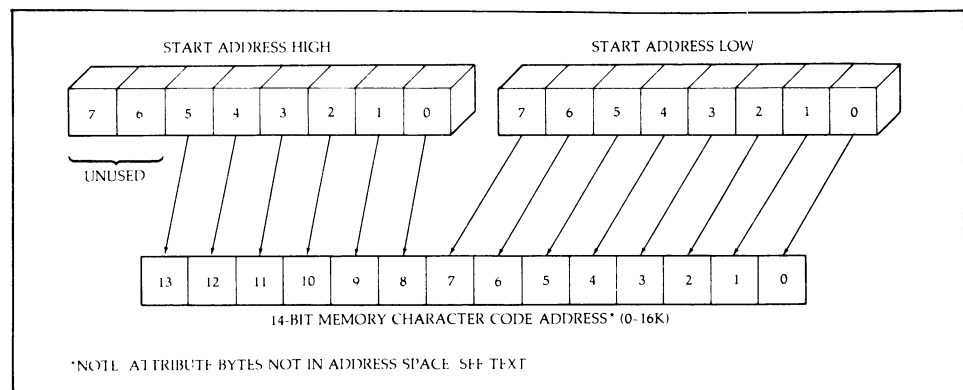 START ADDRESS HIGH
START ADDRESS LOW
7 6 5 4 3 2 1 0
7 6 5 4 3 2 1 0
UNUSED
13 12 11 10 9 8 7 6 5 4 3 2 1 0
14-BIT MEMORY CHARACTER CODE ADDRESS* (0-16K)
*NOTE ATTRIBUTE BYTES NOT IN ADDRESS SPACE SEE TEXT